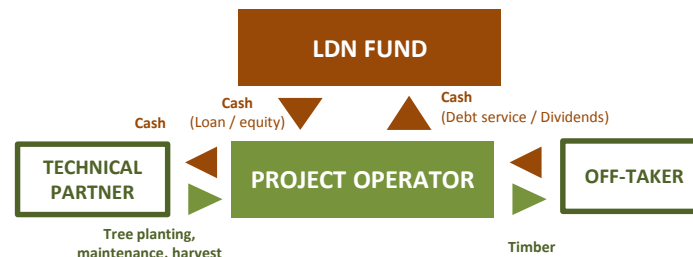 LDN FUND
Cash
(Loan / equity)
Cash
(Debt service / Dividends)
Cash
TECHNICAL
PARTNER
PROJECT OPERATOR
OFF-TAKER
Tree planting,
maintenance, harvest
Timber